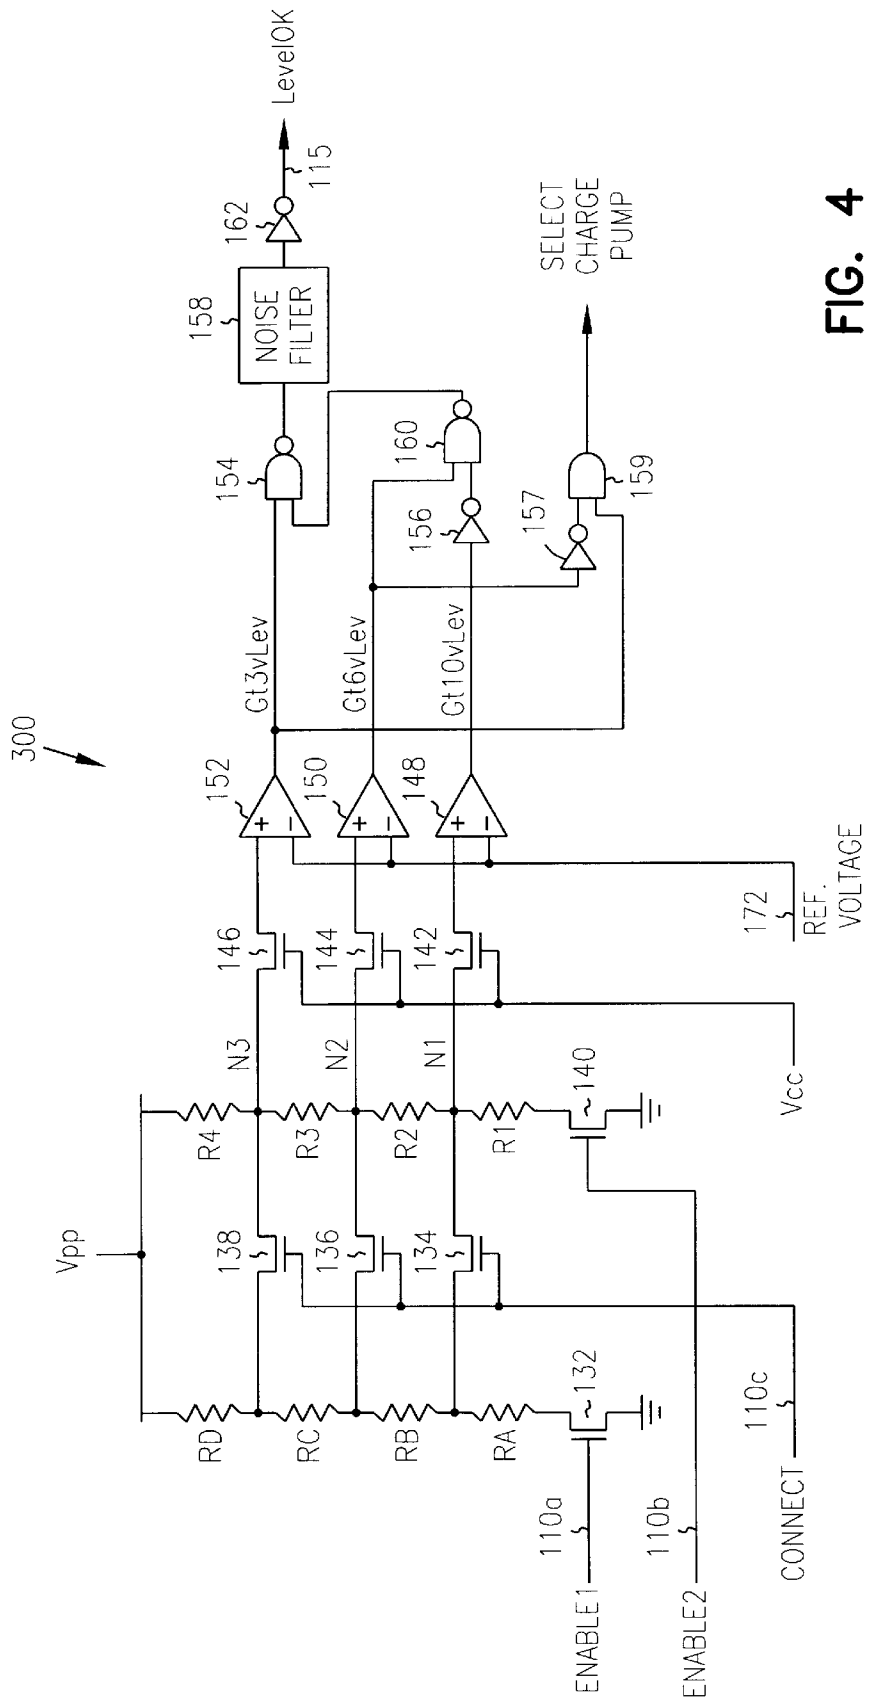 FIG. 4
300
Vpp
RD
RC
RB
RA
138
136
134
132
R4
R3
R2
R1
140
N3
N2
N1
146
144
142
152
150
148
Gt3vLev
Gt6vLev
Gt10vLev
154
160
156
157
159
158
NOISE
FILTER
162
115
LevelOK
SELECT
CHARGE
PUMP
ENABLE1
110a
ENABLE2
110b
CONNECT
110c
Vcc
172
REF.
VOLTAGE
+
−
+
−
+
−